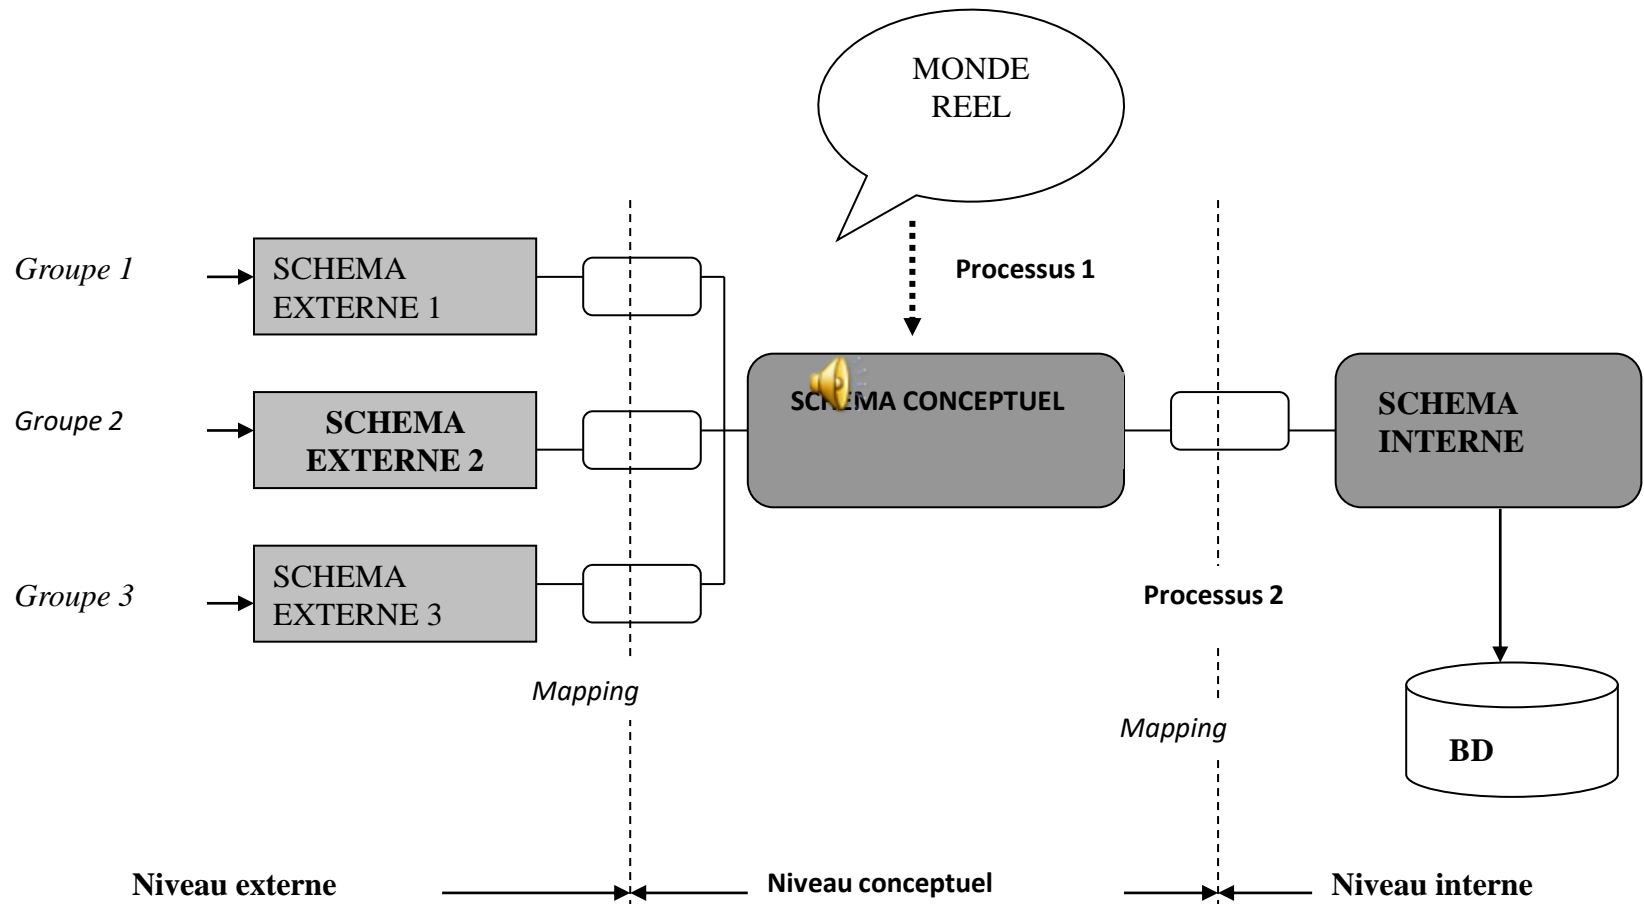 MONDE
REEL
Processus 1
Groupe 1
SCHEMA
EXTERNE 1
Groupe 2
SCHEMA
EXTERNE 2
SCHEMA CONCEPTUEL
SCHEMA
INTERNE
Groupe 3
SCHEMA
EXTERNE 3
Processus 2
Mapping
Mapping
BD
Niveau externe
Niveau conceptuel
Niveau interne